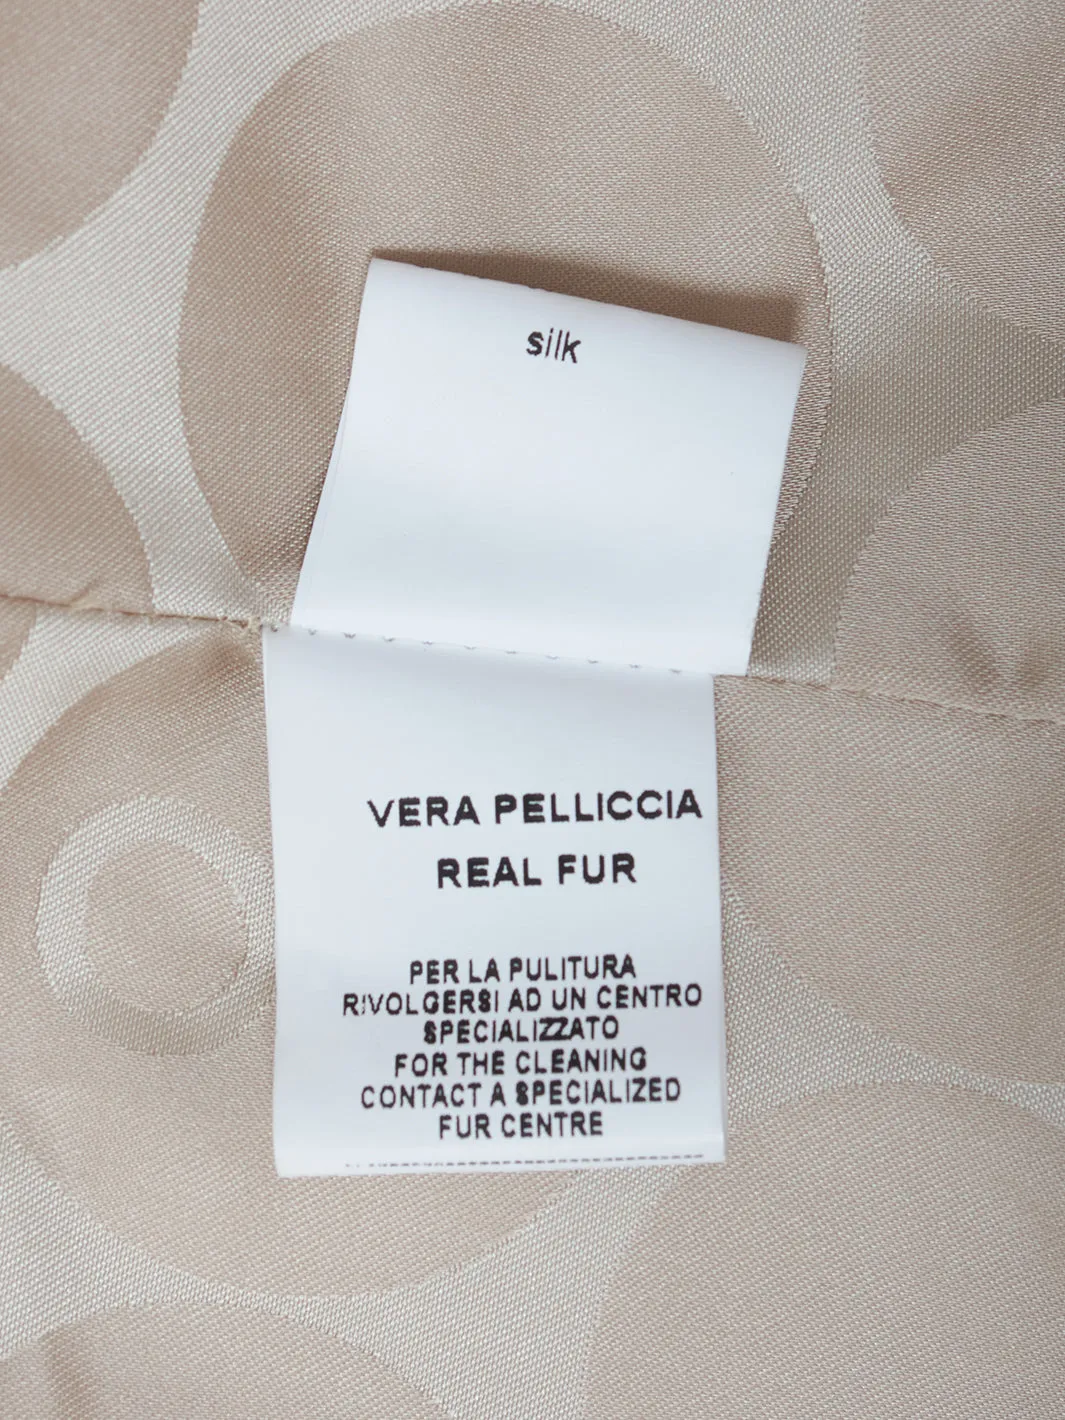 silk
VERA PELLICCIA
REAL FUR
PER LA PULITURA
RIVOLGERSI AD UN CENTRO
SPECIALIZZATO
FOR THE CLEANING
CONTACT A SPECIALIZED
FUR CENTRE